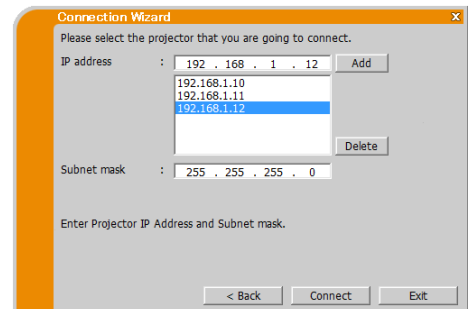 Connection Wizard x
Please select the projector that you are going to connect.
IP address : 192 . 168 . 1 . 12 Add
192.168.1.10
192.168.1.11
192.168.1.12
Delete
Subnet mask : 255 . 255 . 255 . 0
Enter Projector IP Address and Subnet mask.
< Back Connect Exit